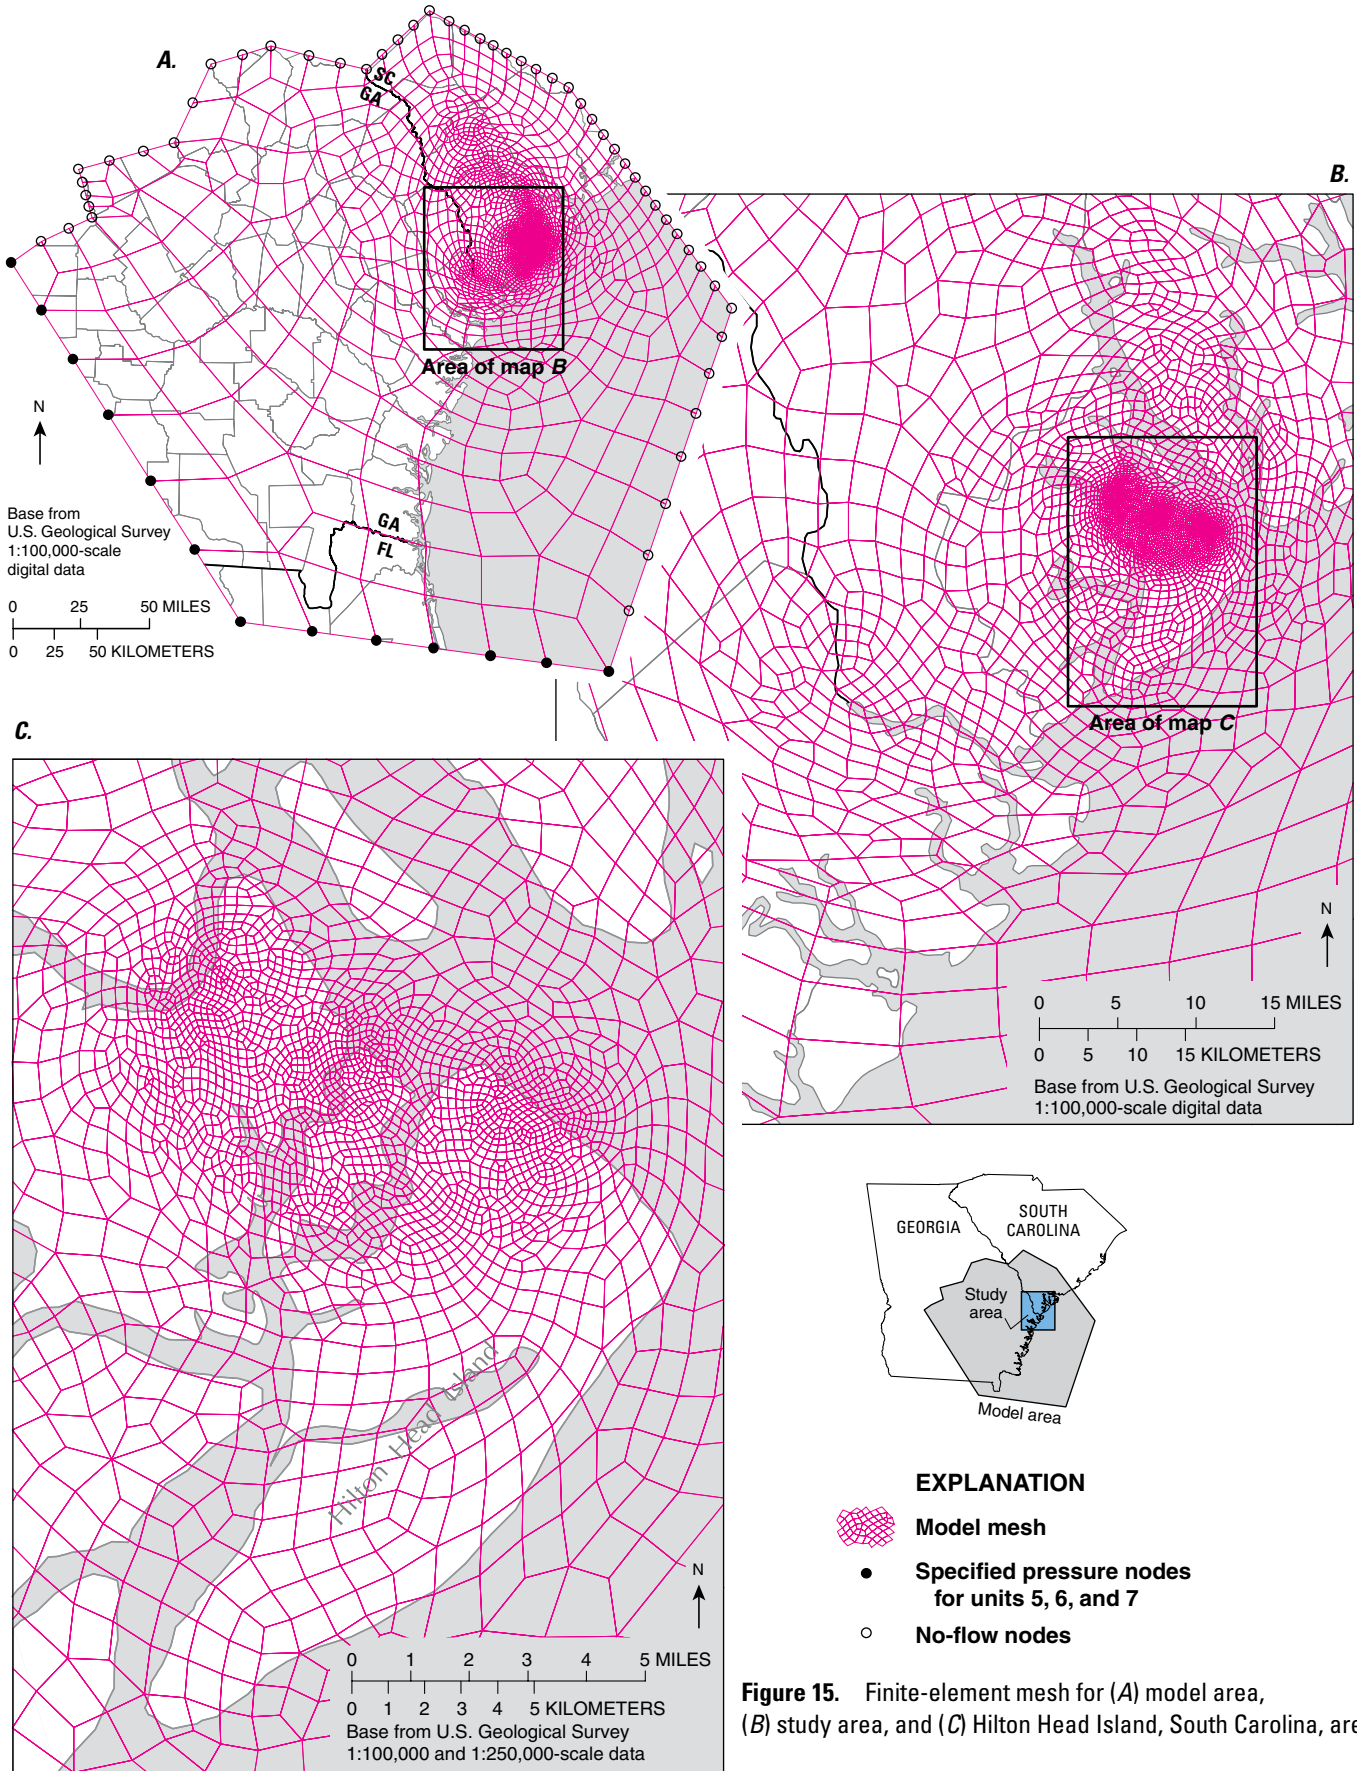 A.
SC
GA
Area of map B
N
GA
FL
Base from
U.S. Geological Survey
1:100,000-scale
digital data
0 25 50 MILES
0 25 50 KILOMETERS
B.
Area of map C
N
0 5 10 15 MILES
0 5 10 15 KILOMETERS
Base from U.S. Geological Survey
1:100,000-scale digital data
C.
Hilton Head Island
N
0 1 2 3 4 5 MILES
0 1 2 3 4 5 KILOMETERS
Base from U.S. Geological Survey
1:100,000 and 1:250,000-scale data
GEORGIA
SOUTH
CAROLINA
Study
area
Model area
EXPLANATION
Model mesh
Specified pressure nodes
for units 5, 6, and 7
No-flow nodes
Figure 15. Finite-element mesh for (A) model area,
(B) study area, and (C) Hilton Head Island, South Carolina, are